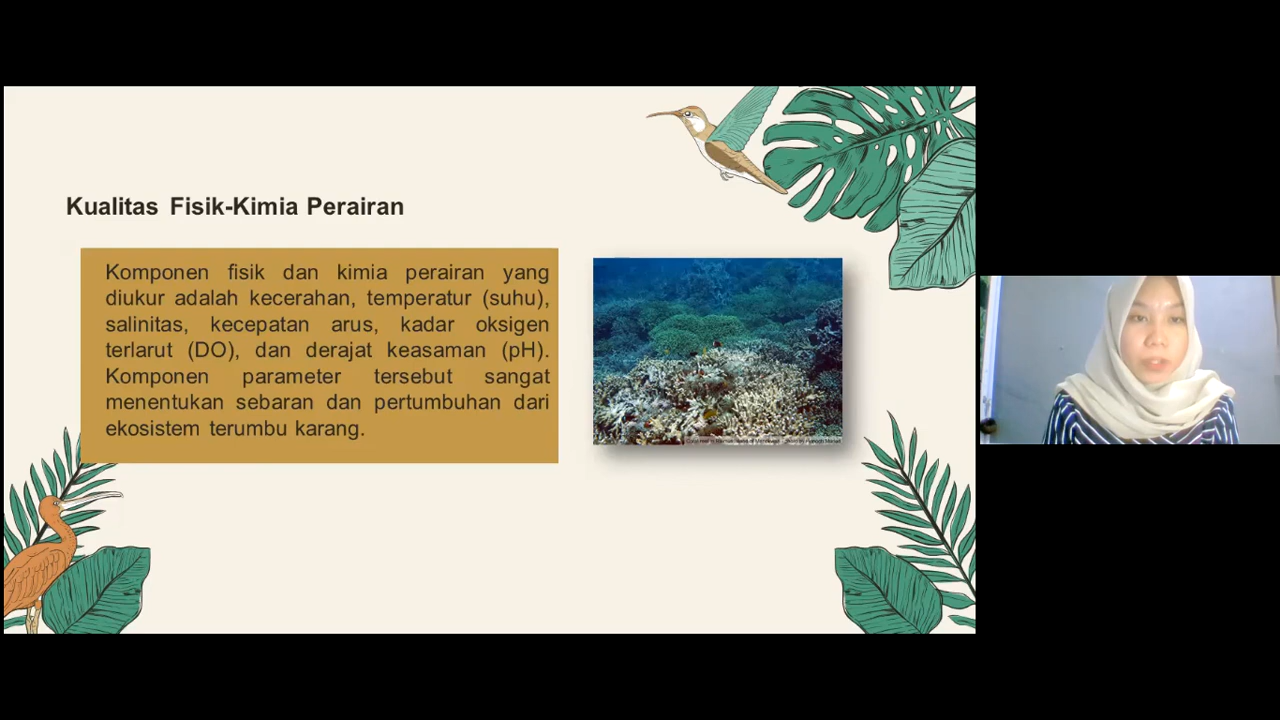 Kualitas Fisik-Kimia Perairan
Komponen fisik dan kimia perairan yang
diukur adalah kecerahan, temperatur (suhu),
salinitas, kecepatan arus, kadar oksigen
terlarut (DO), dan derajat keasaman (pH).
Komponen parameter tersebut sangat
menentukan sebaran dan pertumbuhan dari
ekosistem terumbu karang.